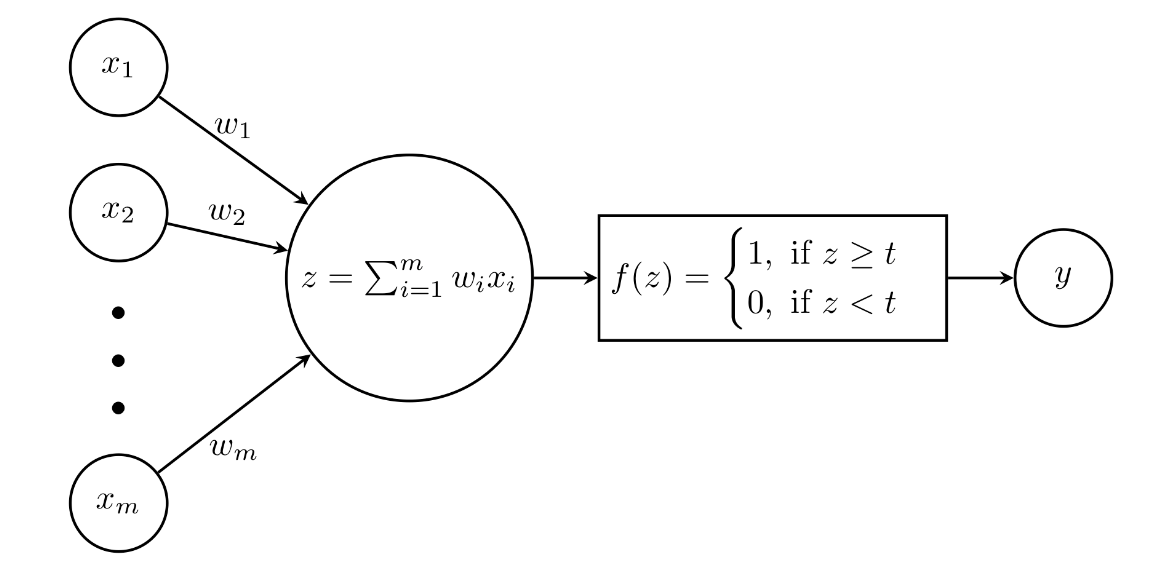 x₁
w₁
x₂
w₂
z = ∑ᵢ₌₁ᵐ wᵢxᵢ
f(z) = { 1, if z ≥ t
0, if z < t
y
wₘ
xₘ